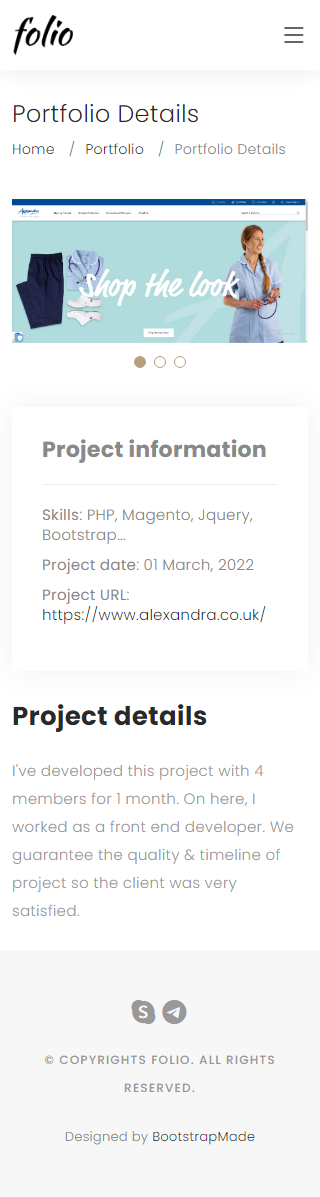 folio
Portfolio Details
Home / Portfolio / Portfolio Details
Shop the look
Project information
Skills: PHP, Magento, Jquery,
Bootstrap...
Project date: 01 March, 2022
Project URL:
https://www.alexandra.co.uk/
Project details
I've developed this project with 4
members for 1 month. On here, I
worked as a front end developer. We
guarantee the quality & timeline of
project so the client was very
satisfied.
© COPYRIGHTS FOLIO. ALL RIGHTS
RESERVED.
Designed by BootstrapMade